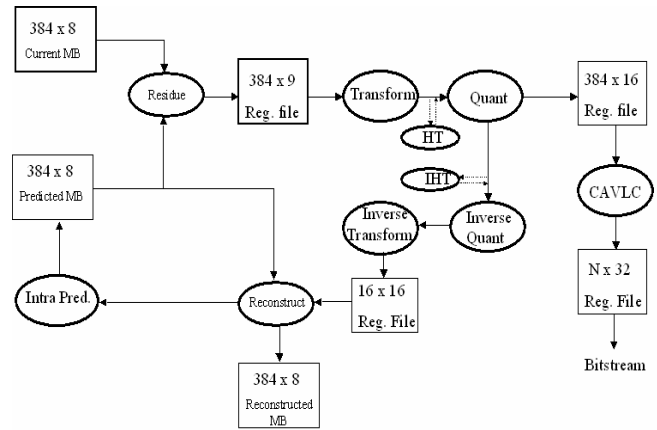 384 x 8
Current MB
Residue
384 x 9
Reg. file
Transform
Quant
384 x 16
Reg. file
HT
IHT
CAVLC
384 x 8
Predicted MB
Inverse
Transform
Inverse
Quant
Intra Pred.
Reconstruct
16 x 16
Reg. File
N x 32
Reg. File
Bitstream
384 x 8
Reconstructed
MB